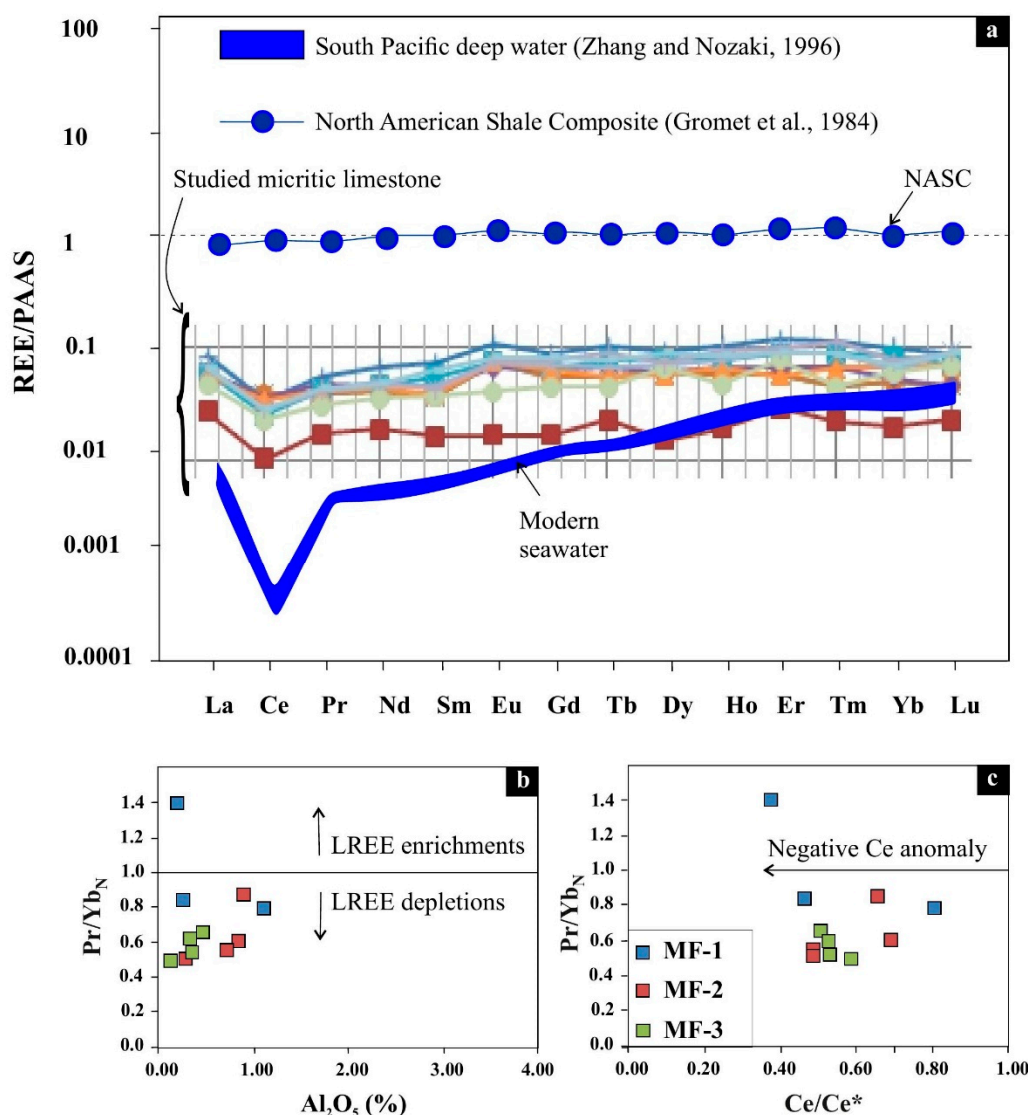 100
a
South Pacific deep water (Zhang and Nozaki, 1996)
10
North American Shale Composite (Gromet et al., 1984)
Studied micritic limestone
NASC
1
REE/PAAS
0.1
0.01
Modern
seawater
0.001
0.0001
La Ce Pr Nd Sm Eu Gd Tb Dy Ho Er Tm Yb Lu
b
1.4
1.2
LREE enrichments
1.0
LREE depletions
0.8
Pr/Yb_N
0.6
0.4
0.2
0.0
0.00 1.00 2.00 3.00 4.00
Al₂O₅ (%)
c
1.4
1.2
Negative Ce anomaly
1.0
0.8
Pr/Yb_N
0.6
MF-1
0.4
MF-2
0.2
MF-3
0.0
0.00 0.20 0.40 0.60 0.80 1.00
Ce/Ce*